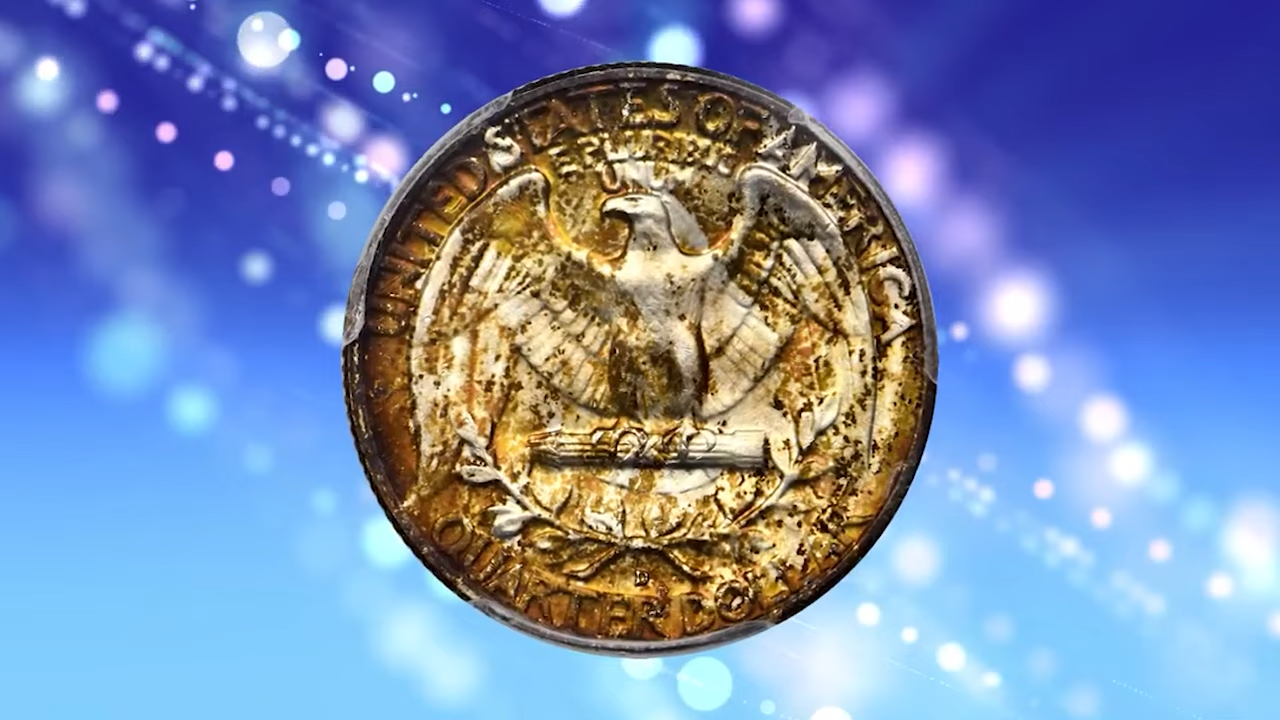 UNITED STATES OF AMERICA
E PLURIBUS
UNUM
D
QUARTER DOLLAR